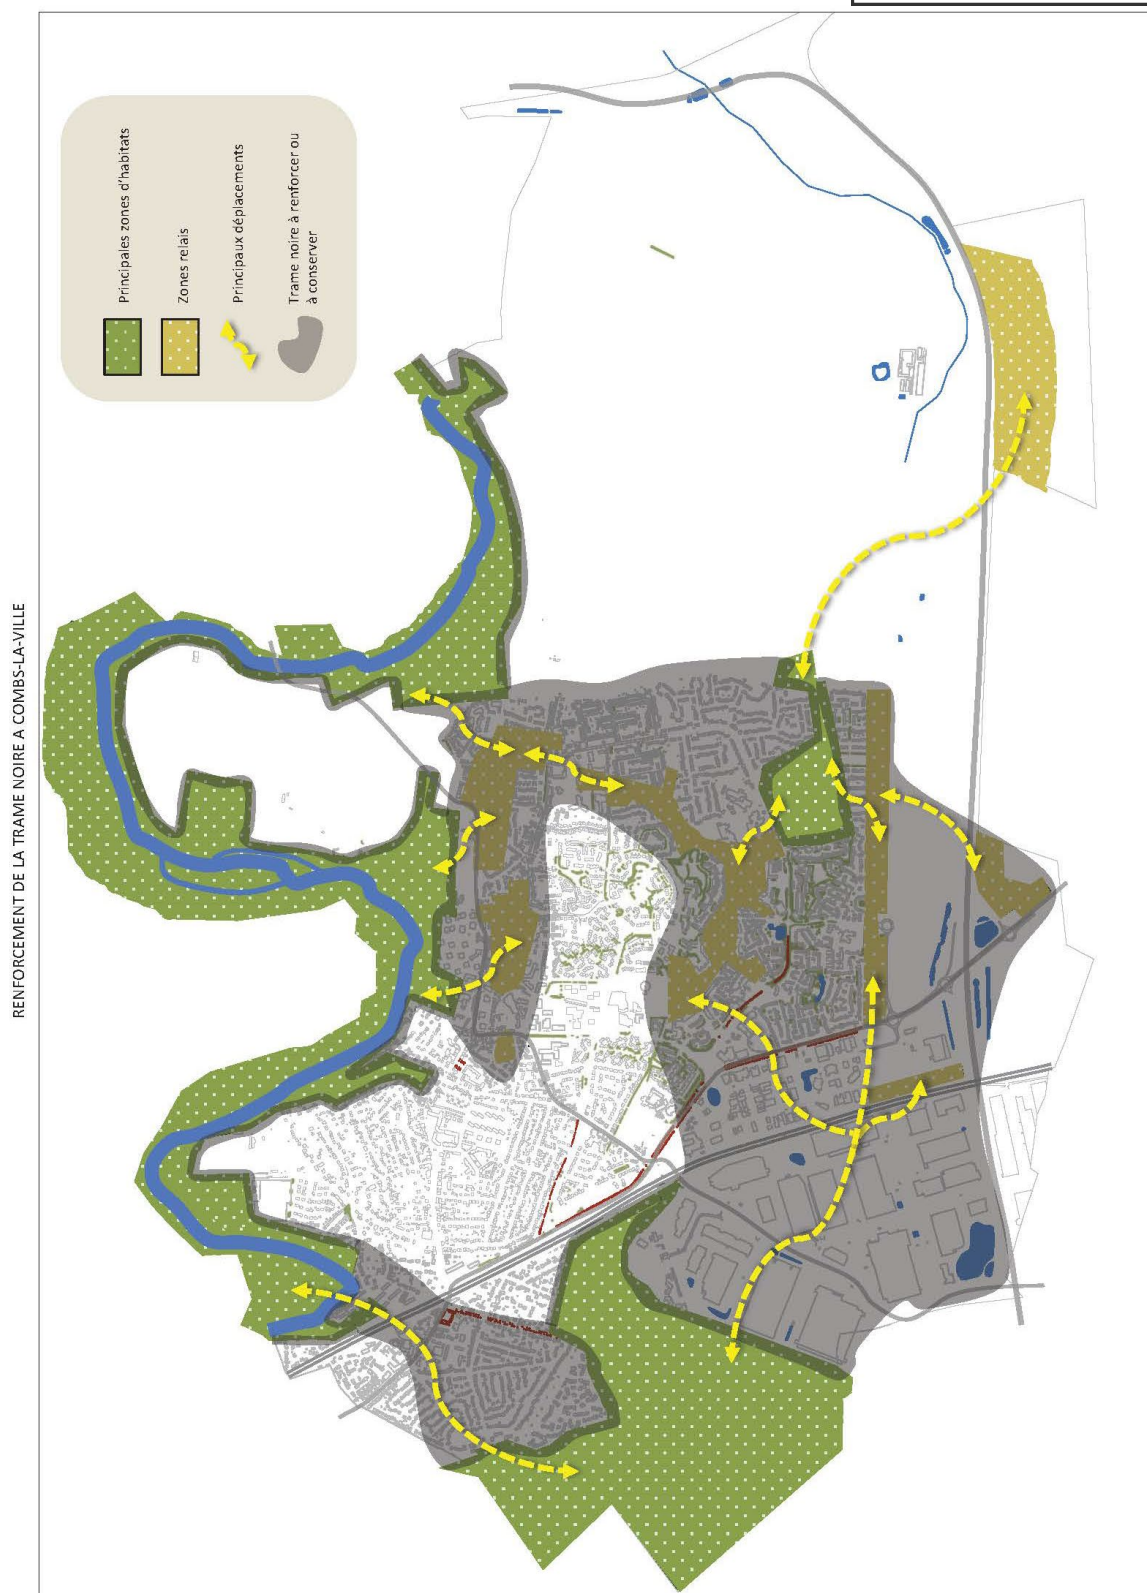 RENFORCEMENT DE LA TRAME NOIRE A COMBS-LA-VILLE
Principales zones d'habitats
Zones relais
Principaux déplacements
Trame noire à renforcer ou
à conserver